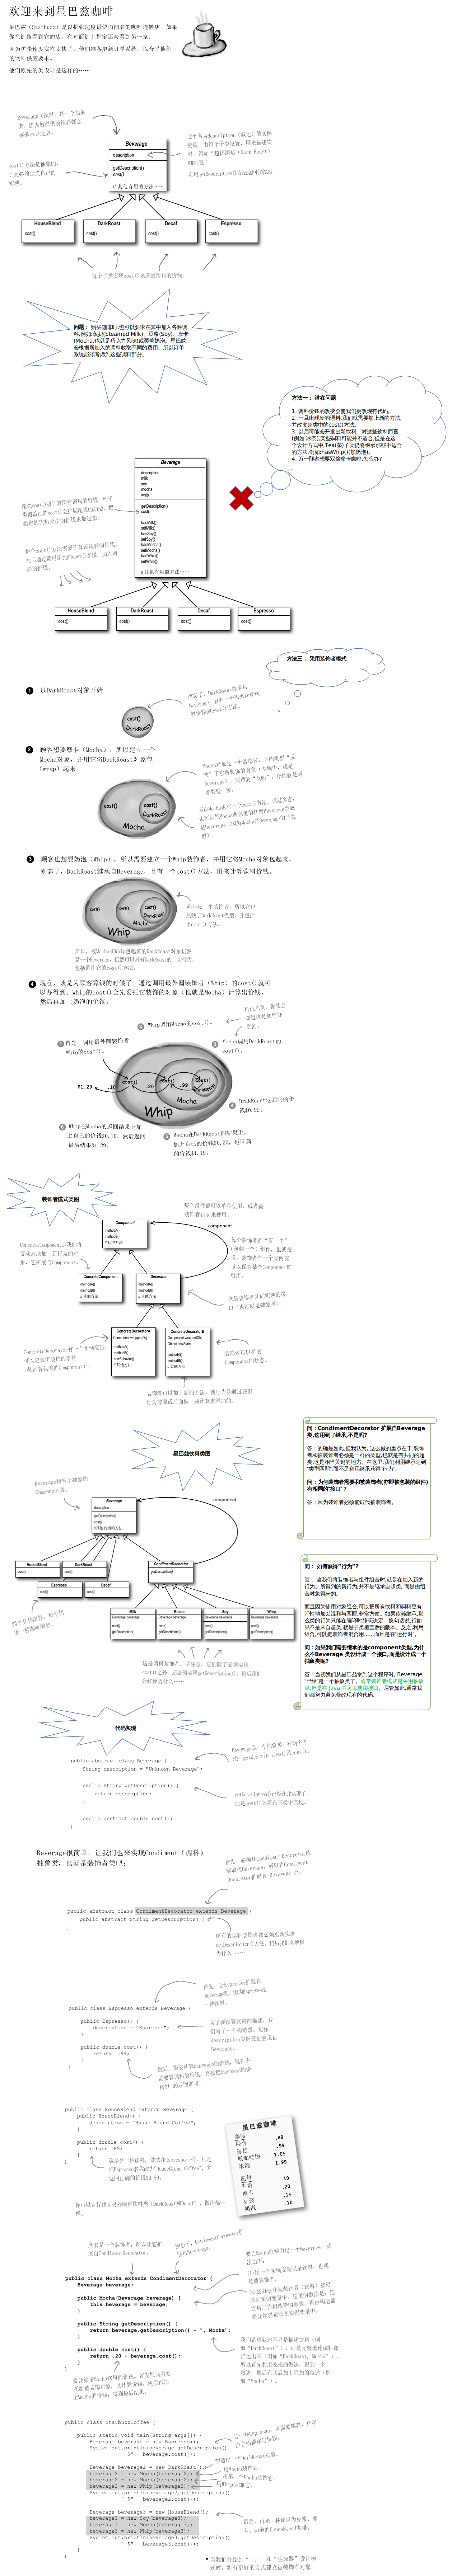 欢迎来到星巴兹咖啡
星巴兹（Starbuzz）是以扩张速度最快而闻名的咖啡连锁店。如果
你在街角看到它的店，在对面街上肯定还会看到另一家。
因为扩张速度实在太快了，他们准备更新订单系统，以合乎他们
的饮料供应要求。
他们原先的类设计是这样的……
Beverage（饮料）是一个抽象
类，店内所提供的饮料都必
须继承自此类。
这个名为description（叙述）的实例
变量，由每个子类设置，用来描述饮
料，例如“超优深焙（Dark Roast）
咖啡豆”。
利用getDescription()方法返回此叙述。
cost()方法是抽象的，
子类必须定义自己的
实现。
Beverage
description
getDescription()
cost()
// 其他有用的方法……
HouseBlend
cost()
DarkRoast
cost()
Decaf
cost()
Espresso
cost()
每个子类实现cost()来返回饮料的价钱。
问题： 购买咖啡时,也可以要求在其中加入各种调
料,例如:蒸奶(Steamed Milk)、豆浆(Soy)、摩卡
(Mocha,也就是巧克力风味)或覆盖奶泡。星巴兹
会根据所加入的调料收取不同的费用。所以订单
系统必须考虑到这些调料部分。
方法一： 潜在问题
1. 调料价钱的改变会使我们更改现有代码。
2. 一旦出现新的调料,我们就需要加上新的方法,
并改变超类中的cost()方法。
3. 以后可能会开发出新饮料。对这些饮料而言
(例如:冰茶),某些调料可能并不适合,但是在这
个设计方式中,Tea(茶)子类仍将继承那些不适合
的方法,例如:hasWhip()(加奶泡)。
4. 万一顾客想要双倍摩卡咖啡,怎么办?
Beverage
description
milk
soy
mocha
whip
getDescription()
cost()
hasMilk()
setMilk()
hasSoy()
setSoy()
hasMocha()
setMocha()
hasWhip()
setWhip()
// 其他有用的方法……
超类cost()将计算所有调料的价钱，而子
类覆盖过的cost()会扩展超类的功能，把
指定的饮料类型的价钱也加进来。
每个cost()方法需要计算该饮料的价钱，
然后通过调用超类的cost()实现，加入调
料的价钱。
HouseBlend
cost()
DarkRoast
cost()
Decaf
cost()
Espresso
cost()
方法三： 采用装饰者模式
1 以DarkRoast对象开始
别忘了，DarkRoast继承自
Beverage，且有一个用来计算饮
料价钱的cost()方法。
cost()
DarkRoast
2 顾客想要摩卡（Mocha），所以建立一个
Mocha对象，并用它将DarkRoast对象包
（wrap）起来。
Mocha对象是一个装饰者，它的类型“反
映”了它所装饰的对象（本例中，就是
Beverage）。所谓的“反映”，指的就是两
者类型一致。
cost()
cost()
DarkRoast
Mocha
所以Mocha也有一个cost()方法。通过多态，
也可以把Mocha所包裹的任何Beverage当成
是Beverage（因为Mocha是Beverage的子类
型）。
3 顾客也想要奶泡（Whip），所以需要建立一个Whip装饰者，并用它将Mocha对象包起来。
别忘了，DarkRoast继承自Beverage，且有一个cost()方法，用来计算饮料价钱。
cost()
cost()
cost()
DarkRoast
Mocha
Whip
Whip是一个装饰者，所以它也
反映了DarkRoast类型，并包括一
个cost()方法。
所以，被Mocha和Whip包起来的DarkRoast对象仍然
是一个Beverage，仍然可以具有DarkRoast的一切行为，
包括调用它的cost()方法。
4 现在，该是为顾客算钱的时候了。通过调用最外圈装饰者（Whip）的cost()就可
以办得到。Whip的cost()会先委托它装饰的对象（也就是Mocha）计算出价钱，
然后再加上奶泡的价钱。
再过几页，你就会
知道这是如何办
到的。
2 Whip调用Mocha的cost()。
1 首先，调用最外圈装饰者
Whip的cost()。
3 Mocha调用DarkRoast的
cost()。
$1.29
.10
cost()
.20
cost()
.99
cost()
DarkRoast
Mocha
Whip
4 DrakRoast返回它的价
钱$0.99。
6 Whip在Mocha的返回结果上加
上自己的价钱$0.10，然后返回
最后结果$1.29。
5 Mocha在DarkRoast的结果上，
加上自己的价钱$0.20，返回新
的价钱$1.19。
装饰者模式类图
每个组件都可以单独使用，或者被
装饰者包起来使用。
Component
methodA()
methodB()
// 其他方法
component
ConcreteComponent是我们将
要动态地加上新行为的对
象，它扩展自Component。
每个装饰者都“有一个”
（包装一个）组件，也就是
说，装饰者有一个实例变
量以保存某个Component的
引用。
ConcreteComponent
methodA()
methodB()
// 其他方法
Decorator
methodA()
methodB()
// 其他方法
这是装饰者共同实现的接
口（也可以是抽象类）。
ConcreteDecoratorA
Component wrappedObj
methodA()
methodB()
newBehavior()
// 其他方法
ConcreteDecoratorB
Component wrappedObj
Object newState
methodA()
methodB()
// 其他方法
ConcreteDecorator有一个实例变量，
可以记录所装饰的事物
（装饰者包着的Component）。
装饰者可以扩展
Component的状态。
装饰者可以加上新的方法。新行为是通过在旧
行为前面或后面做一些计算来添加的。
星巴兹饮料类图
问：CondimentDecorator 扩展自Beverage
类,这用到了继承,不是吗?
答：的确是如此,但我认为, 这么做的重点在于,装饰
者和被装饰者必须是一样的类型,也就是有共同的超
类,这是相当关键的地方。在这里,我们利用继承达到
“类型匹配”,而不是利用继承获得“行为”。
问：为何装饰者需要和被装饰者(亦即被包装的组件)
有相同的“接口”?
答：因为装饰者必须能取代被装饰者。
Beverage相当于抽象的
Component类。
Beverage
description
getDescription()
cost()
//其他有用的方法
component
HouseBlend
cost()
DarkRoast
cost()
Espresso
cost()
Decaf
cost()
CondimentDecorator
getDescription()
四个具体组件，每个代
表一种咖啡类型。
Milk
Beverage beverage
cost()
getDescription()
Mocha
Beverage beverage
cost()
getDescription()
Soy
Beverage beverage
cost()
getDescription()
Whip
Beverage beverage
cost()
getDescription()
这是调料装饰者。请注意，它们除了必须实现
cost()之外，还必须实现getDescription()。稍后我们
会解释为什么……
问： 如何获得“行为”?
答： 当我们将装饰者与组件组合时,就是在加入新的
行为。所得到的新行为,并不是继承自超类, 而是由组
合对象得来的。
而且因为使用对象组合,可以把所有饮料和调料更有
弹性地加以混和与匹配,非常方便。如果依赖继承,那
么类的行为只能在编译时静态决定。换句话说,行如
果不是来自超类,就是子类覆盖后的版本。反之,利用
组合,可以把装饰者混合用……而且是在“运行时”。
问：如果我们需要继承的是component类型,为什
么不Beverage 类设计成一个接口,而是设计成一个
抽象类呢?
答：当初我们从星巴兹拿到这个程序时, Beverage
“已经”是一个抽象类了。通常装饰者模式是采用抽象
类,但是在 Java 中可以使用接口。尽管如此,通常我
们都努力避免修改现有的代码。
代码实现
public abstract class Beverage {
String description = "Unknown Beverage";
public String getDescription() {
return description;
}
public abstract double cost();
}
Beverage是一个抽象类，有两个方
法：getDescription()及cost()。
getDescription()已经在此实现了，
但是cost()必须在子类中实现。
Beverage很简单。让我们也来实现Condiment（调料）
抽象类，也就是装饰者类吧：
首先，必须让Condiment Decorator能
够取代Beverage，所以将Condiment
Decorator扩展自 Beverage 类。
public abstract class CondimentDecorator extends Beverage {
public abstract String getDescription();
}
所有的调料装饰者都必须重新实现
getDescription()方法。稍后我们会解释
为什么 ……
首先，让Espresso扩展自
Beverage类，因为Espresso是
一种饮料。
public class Espresso extends Beverage {
public Espresso() {
description = "Espresso";
}
public double cost() {
return 1.99;
}
}
为了要设置饮料的描述，我
们写了一个构造器。记住，
description实例变量继承自
Beverage。
最后，需要计算Espresso的价钱，现在不
需要管调料的价钱，直接把Espresso的价
格$1.99返回即可。
public class HouseBlend extends Beverage {
public HouseBlend() {
description = "House Blend Coffee";
}
public double cost() {
return .89;
}
}
这是另一种饮料，做法和Espresso一样，只是
把Espresso名称改为"HouseBlend Coffee"，并
返回正确的价钱$0.89。
星巴兹咖啡
咖啡
综合 .89
深焙 .99
低咖啡因 1.05
浓缩 1.99
配料
牛奶 .10
摩卡 .20
豆浆 .15
奶泡 .10
你可以自行建立另外两种饮料类（DarkRoast和Decaf），做法都一
样。
摩卡是一个装饰者，所以让它扩
展自CondimentDecorator。
别忘了，CondimentDecorator扩
展自Beverage。
public class Mocha extends CondimentDecorator {
Beverage beverage;
public Mocha(Beverage beverage) {
this.beverage = beverage;
}
public String getDescription() {
return beverage.getDescription() + ", Mocha";
}
public double cost() {
return .20 + beverage.cost();
}
}
要让Mocha能够引用一个Beverage，做
法如下：
(1)用一个实例变量记录饮料，也就
是被装饰者。
(2)想办法让被装饰者（饮料）被记
录到实例变量中。这里的做法是：把
饮料当作构造器的参数，再由构造器
将此饮料记录在实例变量中。
我们希望叙述不只是描述饮料（例
如“DarkRoast”），而是完整地连调料都
描述出来（例如“DarkRoast, Mocha”）。
所以首先利用委托的做法，得到一个
叙述，然后在其后加上附加的叙述（例
如“Mocha”）。
要计算带Mocha饮料的价钱。首先把调用委
托给被装饰对象，以计算价钱，然后再加
上Mocha的价钱，得到最后结果。
public class StarbuzzCoffee {
public static void main(String args[]) {
Beverage beverage = new Espresso();
System.out.println(beverage.getDescription()
+ " $" + beverage.cost());
Beverage beverage2 = new DarkRoast();
beverage2 = new Mocha(beverage2);
beverage2 = new Mocha(beverage2);
beverage2 = new Whip(beverage2);
System.out.println(beverage2.getDescription()
+ " $" + beverage2.cost());
Beverage beverage3 = new HouseBlend();
beverage3 = new Soy(beverage3);
beverage3 = new Mocha(beverage3);
beverage3 = new Whip(beverage3);
System.out.println(beverage3.getDescription()
+ " $" + beverage3.cost());
}
}
订一杯Espresso，不需要调料，打印
出它的描述与价钱。
制造出一个DarkRoast对象。
用Mocha装饰它。
用第二个Mocha装饰它。
用Whip装饰它。
最后，再来一杯调料为豆浆、摩
卡、奶泡的HouseBlend咖啡。
* 当我们介绍到“工厂”和“生成器”设计模
式时，将有更好的方式建立被装饰者对象。